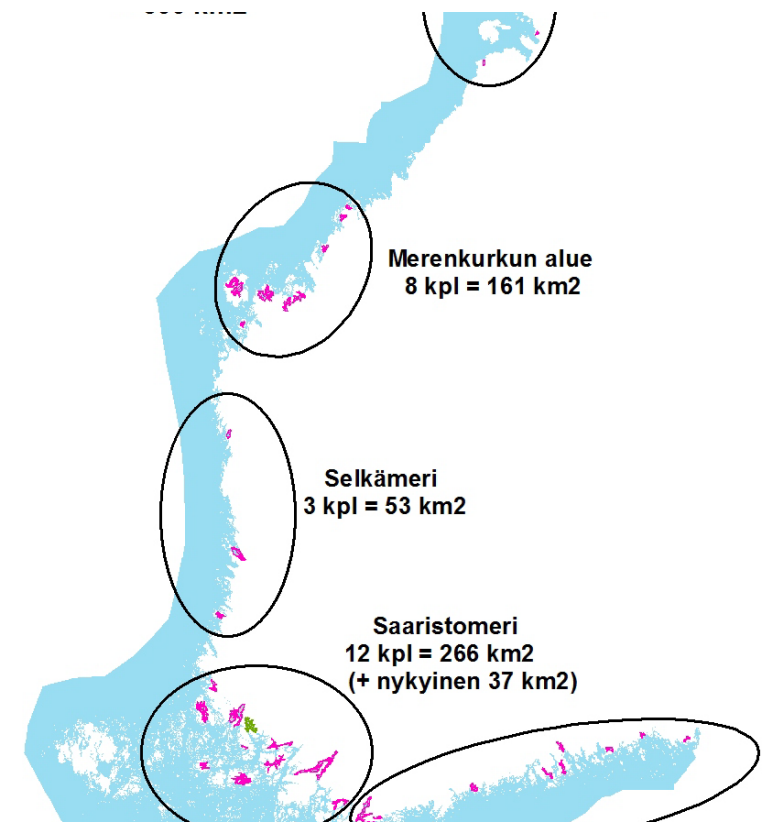 Merenkurkun alue
8 kpl = 161 km2
Selkämeri
3 kpl = 53 km2
Saaristomeri
12 kpl = 266 km2
(+ nykyinen 37 km2)